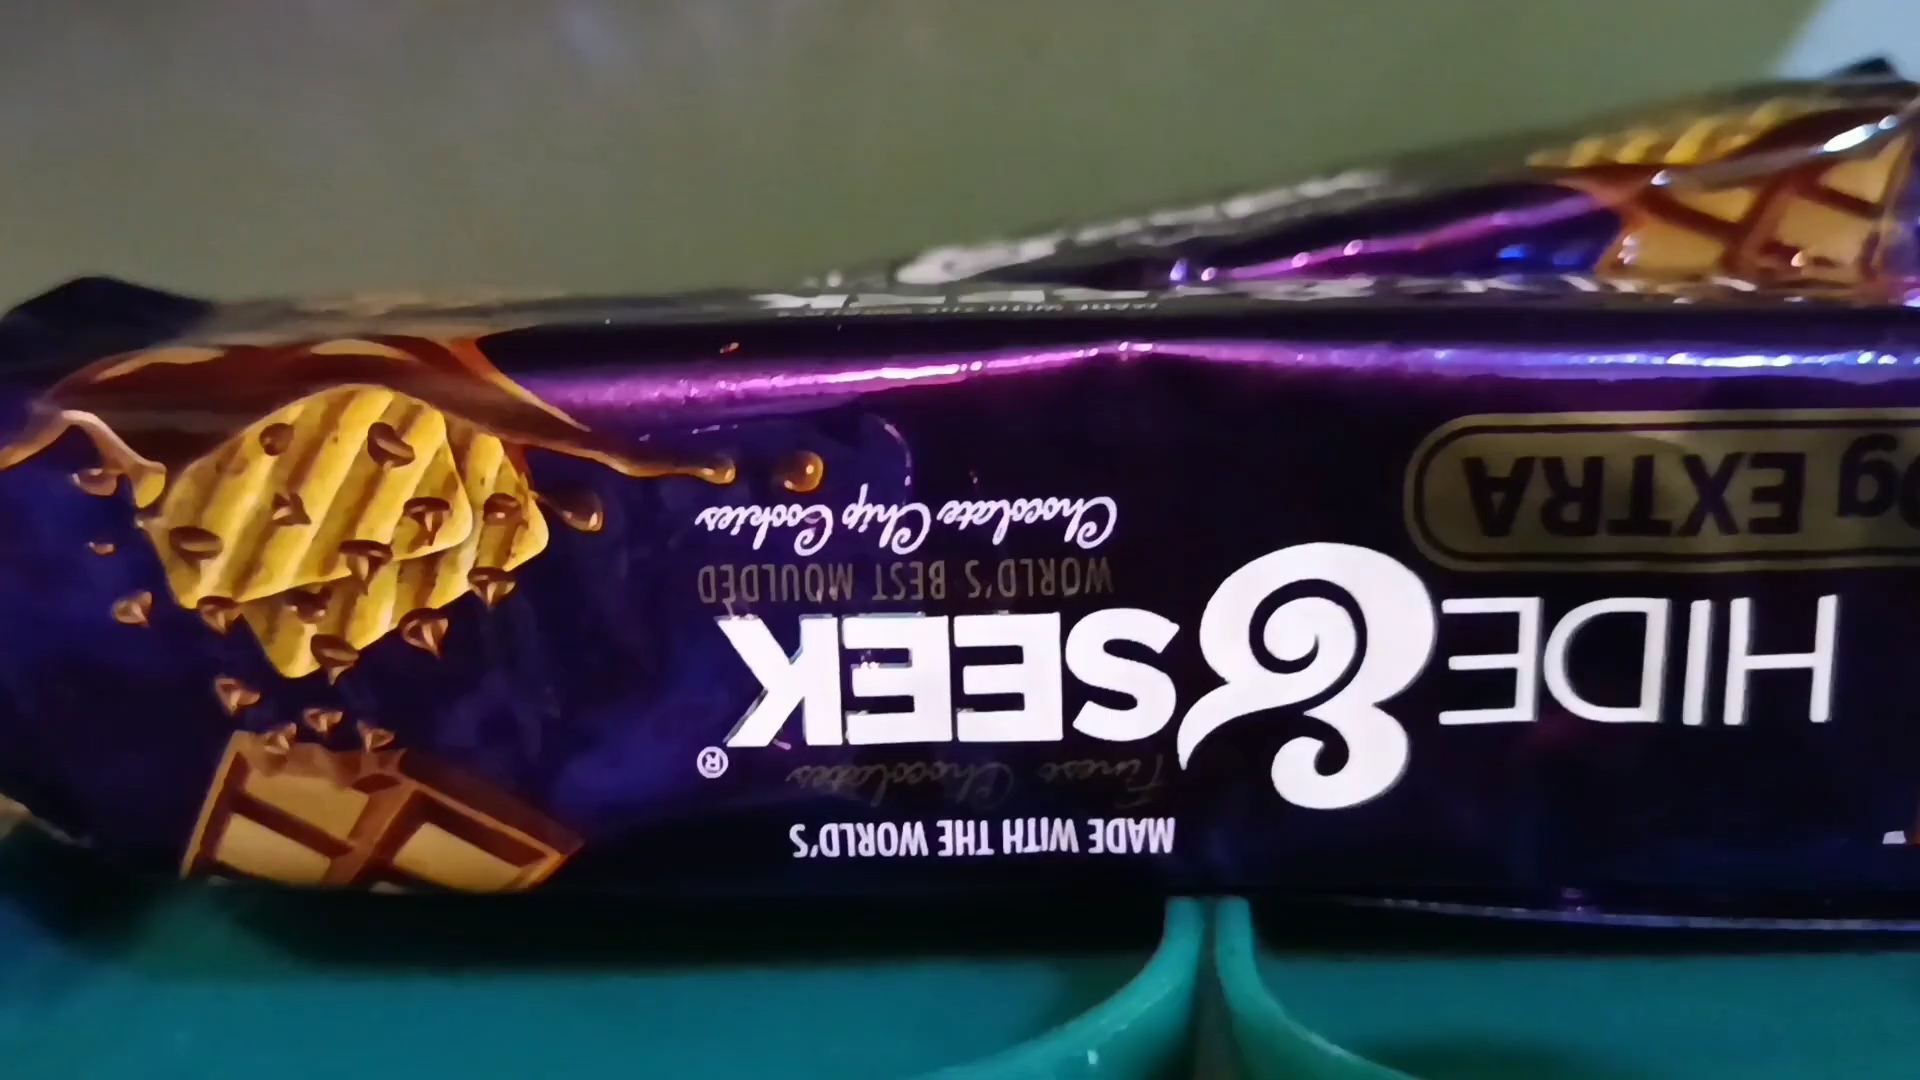 MADE WITH THE WORLD'S
Finest Chocolates
HIDE & SEEK®
WORLD'S BEST MOULDED
Chocolate Chip Cookies
g EXTRA